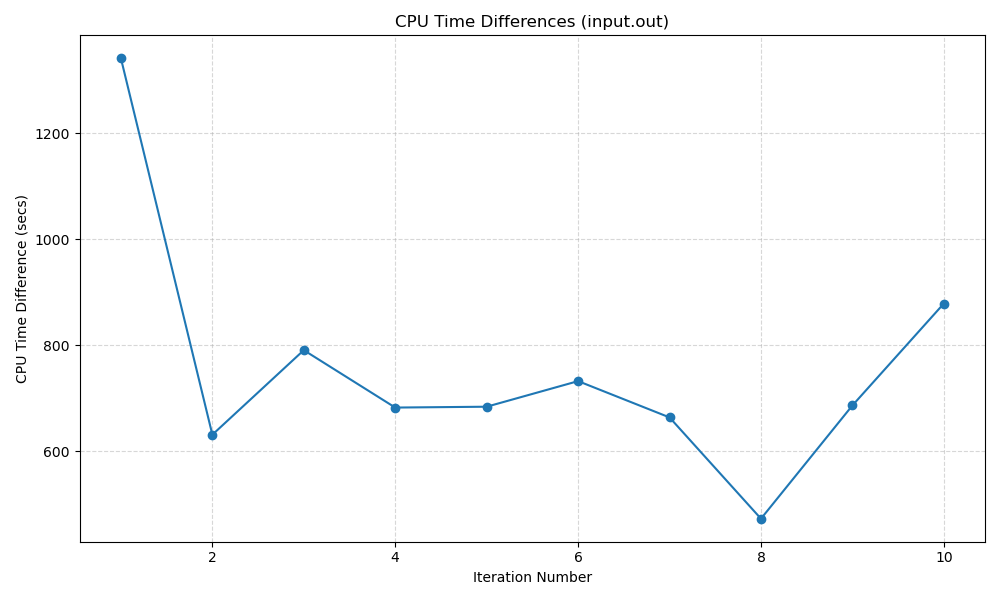 CPU Time Differences (input.out)
1200
1000
800
600
CPU Time Difference (secs)
2 4 6 8 10
Iteration Number